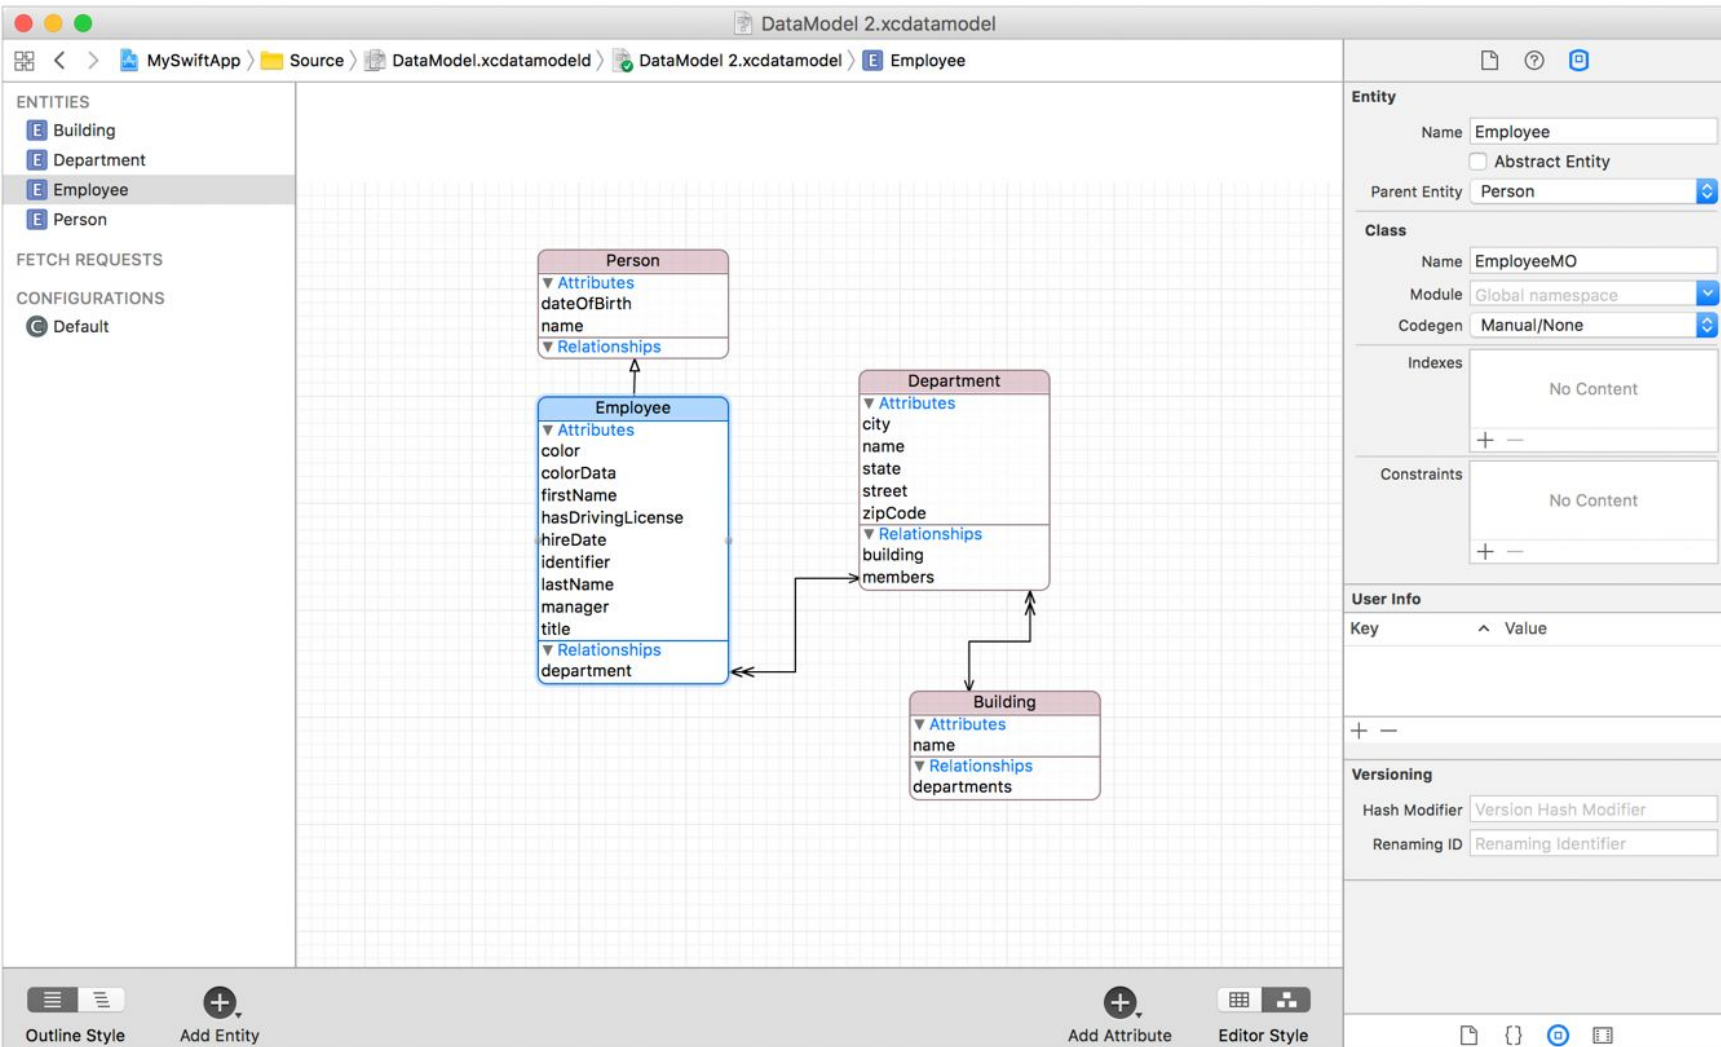 DataModel 2.xcdatamodel
MySwiftApp Source DataModel.xcdatamodeld DataModel 2.xcdatamodel E Employee
ENTITIES
E Building
E Department
E Employee
E Person
FETCH REQUESTS
CONFIGURATIONS
C Default
Person
Attributes
dateOfBirth
name
Relationships
Employee
Attributes
color
colorData
firstName
hasDrivingLicense
hireDate
identifier
lastName
manager
title
Relationships
department
Department
Attributes
city
name
state
street
zipCode
Relationships
building
members
Building
Attributes
name
Relationships
departments
Outline Style
Add Entity
Add Attribute
Editor Style
Entity
Name Employee
Abstract Entity
Parent Entity Person
Class
Name EmployeeMO
Module Global namespace
Codegen Manual/None
Indexes
No Content
Constraints
No Content
User Info
Key Value
Versioning
Hash Modifier Version Hash Modifier
Renaming ID Renaming Identifier